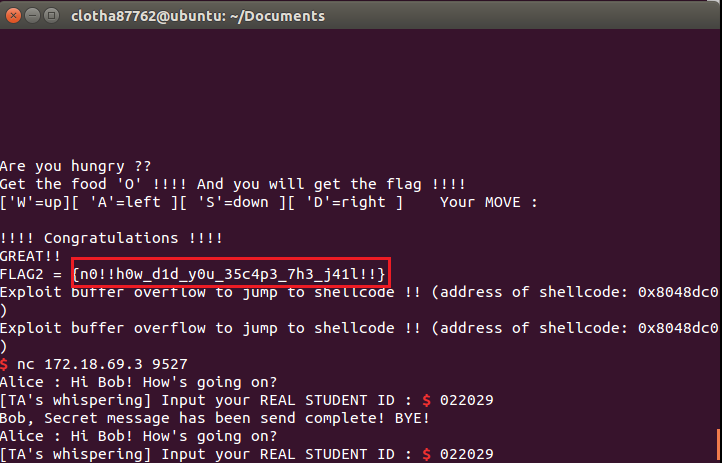 clotha87762@ubuntu: ~/Documents
Are you hungry ??
Get the food 'O' !!!! And you will get the flag !!!!
['W'=up][ 'A'=left ][ 'S'=down ][ 'D'=right ]    Your MOVE :
!!!! Congratulations !!!!
GREAT!!
FLAG2 = {n0!!h0w_d1d_y0u_35c4p3_7h3_j41l!!}
Exploit buffer overflow to jump to shellcode !! (address of shellcode: 0x8048dc0
)
Exploit buffer overflow to jump to shellcode !! (address of shellcode: 0x8048dc0
)
$ nc 172.18.69.3 9527
Alice : Hi Bob! How's going on?
[TA's whispering] Input your REAL STUDENT ID : $ 022029
Bob, Secret message has been send complete! BYE!
Alice : Hi Bob! How's going on?
[TA's whispering] Input your REAL STUDENT ID : $ 022029